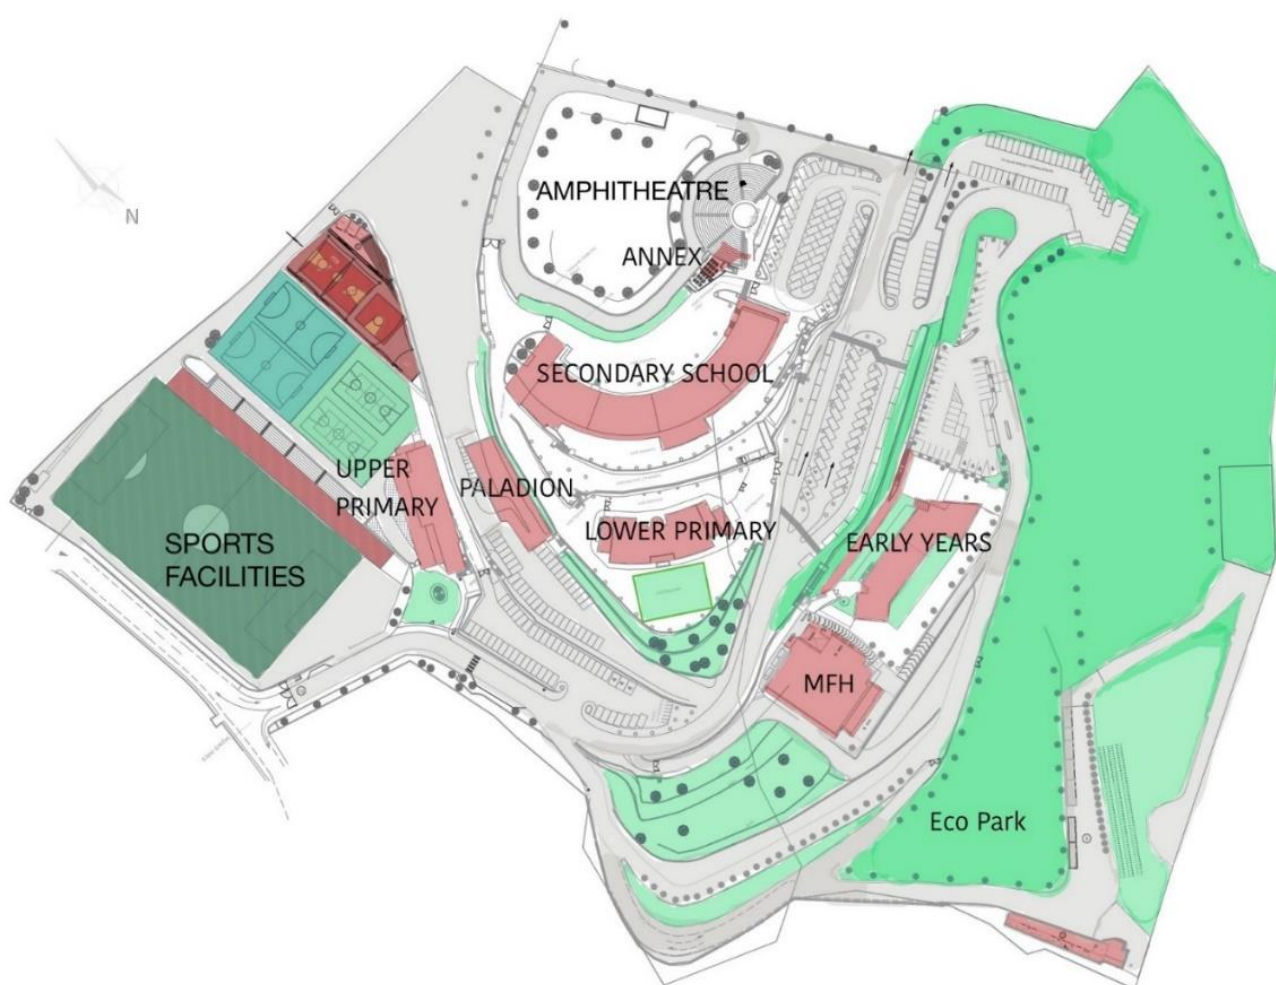 AMPHITHEATRE
N
ANNEX
SECONDARY SCHOOL
UPPER
PRIMARY
PALADION
LOWER PRIMARY
EARLY YEARS
SPORTS
FACILITIES
MFH
Eco Park